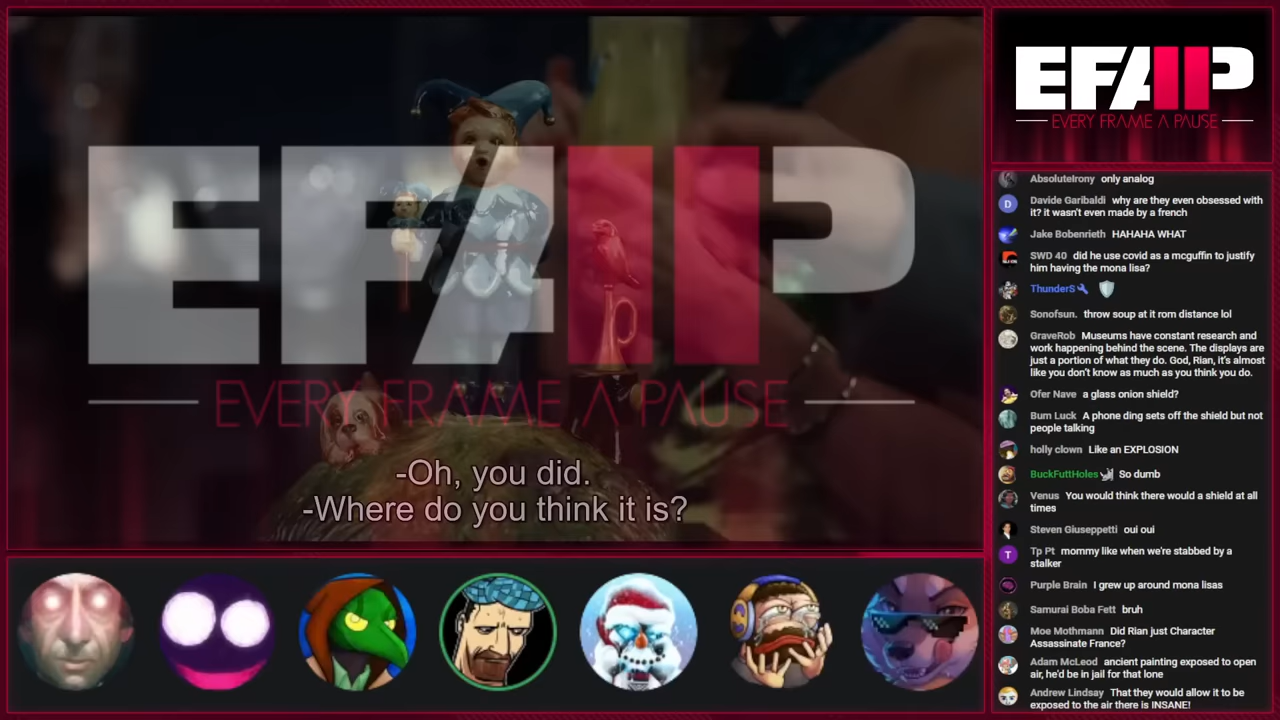 EFAP
EVERY FRAME A PAUSE
-Oh, you did.
-Where do you think it is?
EFAP
EVERY FRAME A PAUSE
AbsoluteIrony only analog
Davide Garibaldi why are they even obsessed with
it? it wasn't even made by a french
Jake Bobenrieth HAHAHA WHAT
SWD 40 did he use covid as a mcguffin to justify
him having the mona lisa?
ThunderS
Sonofsun. throw soup at it rom distance lol
GraveRob Museums have constant research and
work happening behind the scene. The displays are
just a portion of what they do. God, Rian, it's almost
like you don't know as much as you think you do.
Ofer Nave a glass onion shield?
Bum Luck A phone ding sets off the shield but not
people talking
holly clown Like an EXPLOSION
BuckFuttHoles So dumb
Venus You would think there would a shield at all
times
Steven Giuseppetti oui oui
Tp Pt mommy like when we're stabbed by a
stalker
Purple Brain I grew up around mona lisas
Samurai Boba Fett bruh
Moe Mothmann Did Rian just Character
Assassinate France?
Adam McLeod ancient painting exposed to open
air, he'd be in jail for that lone
Andrew Lindsay That they would allow it to be
exposed to the air there is INSANE!
D
T